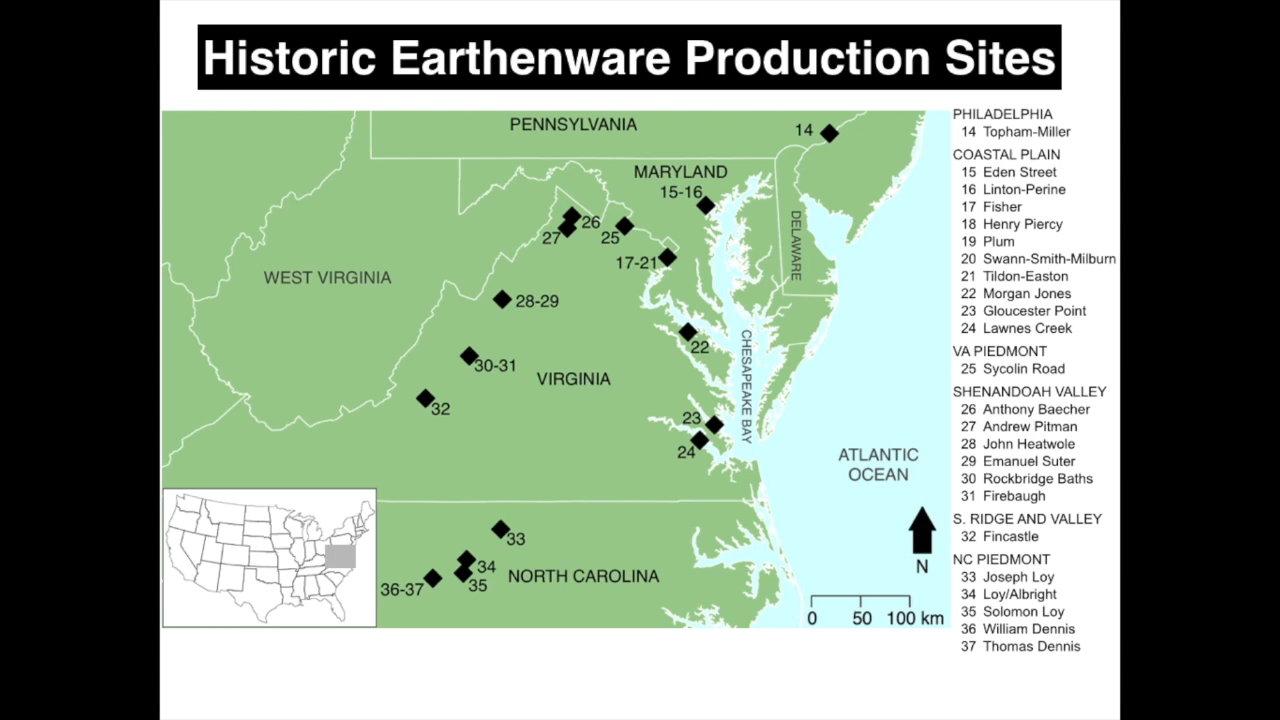 Historic Earthenware Production Sites
PENNSYLVANIA
14
MARYLAND
15-16
DELAWARE
26
27
25
17-21
WEST VIRGINIA
28-29
22
CHESAPEAKE BAY
30-31
VIRGINIA
32
23
24
ATLANTIC
OCEAN
33
34
35
36-37
NORTH CAROLINA
N
0 50 100 km
PHILADELPHIA
14 Topham-Miller
COASTAL PLAIN
15 Eden Street
16 Linton-Perine
17 Fisher
18 Henry Piercy
19 Plum
20 Swann-Smith-Milburn
21 Tildon-Easton
22 Morgan Jones
23 Gloucester Point
24 Lawnes Creek
VA PIEDMONT
25 Sycolin Road
SHENANDOAH VALLEY
26 Anthony Baecher
27 Andrew Pitman
28 John Heatwole
29 Emanuel Suter
30 Rockbridge Baths
31 Firebaugh
S. RIDGE AND VALLEY
32 Fincastle
NC PIEDMONT
33 Joseph Loy
34 Loy/Albright
35 Solomon Loy
36 William Dennis
37 Thomas Dennis